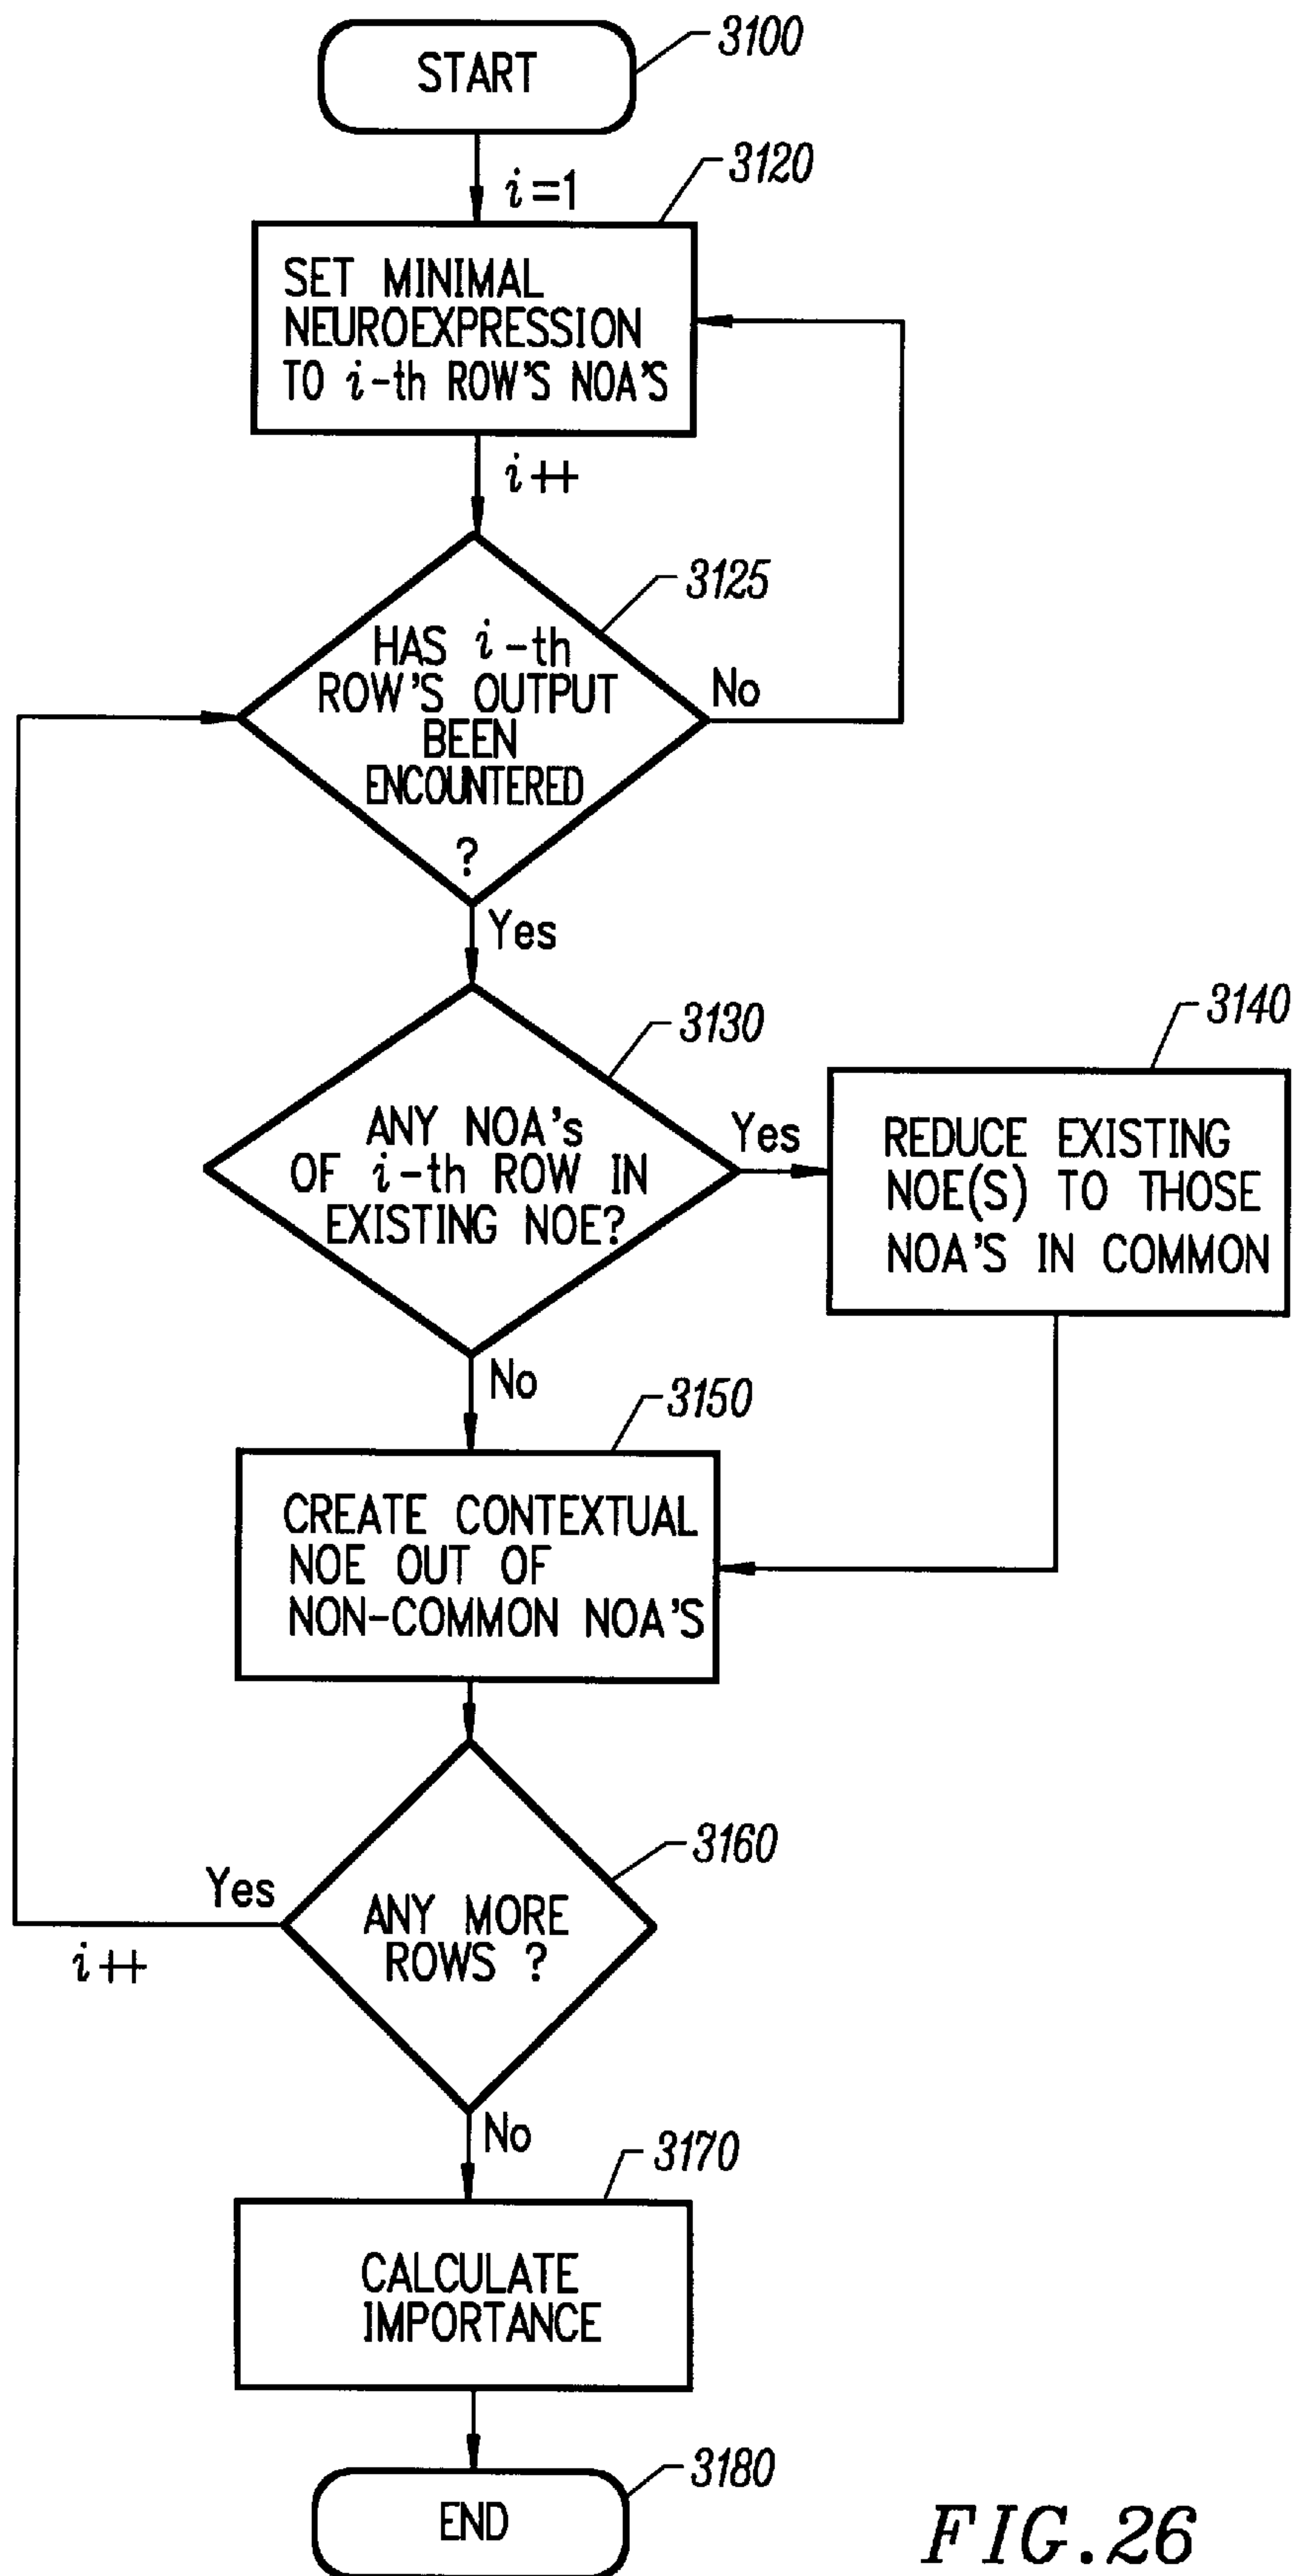 START
3100
i=1
3120
SET MINIMAL
NEUROEXPRESSION
TO i-th ROW'S NOA'S
i++
3125
HAS i-th
ROW'S OUTPUT
BEEN
ENCOUNTERED
?
No
Yes
3130
ANY NOA's
OF i-th ROW IN
EXISTING NOE?
Yes
3140
REDUCE EXISTING
NOE(S) TO THOSE
NOA'S IN COMMON
No
3150
CREATE CONTEXTUAL
NOE OUT OF
NON-COMMON NOA'S
3160
ANY MORE
ROWS ?
Yes
i++
No
3170
CALCULATE
IMPORTANCE
3180
END
FIG.26